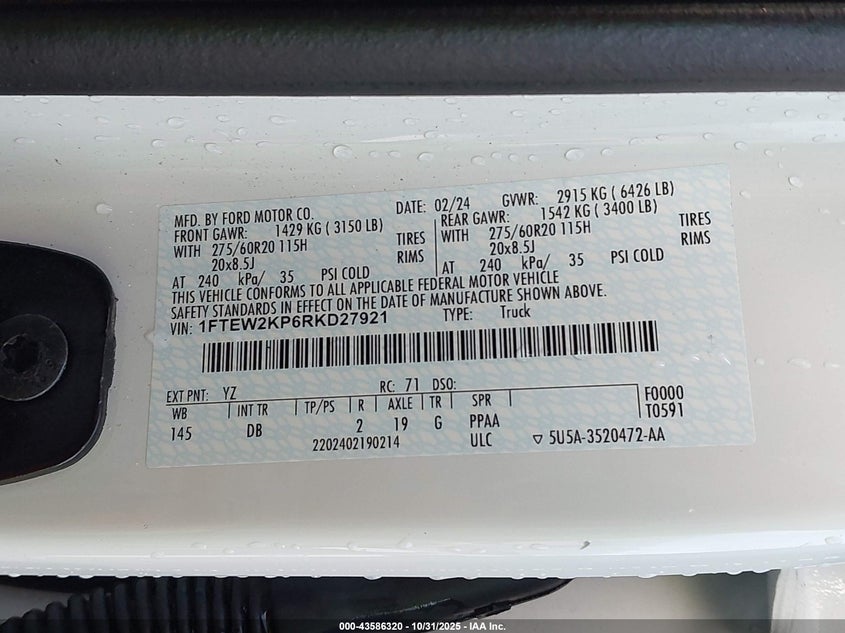 MFD. BY FORD MOTOR CO. DATE: 02/24 GVWR: 2915 KG ( 6426 LB)
FRONT GAWR: 1429 KG ( 3150 LB) REAR GAWR: 1542 KG ( 3400 LB)
WITH 275/60R20 115H TIRES WITH 275/60R20 115H TIRES
20x8.5J RIMS 20x8.5J RIMS
AT 240 kPa/ 35 PSI COLD AT 240 kPa/ 35 PSI COLD
THIS VEHICLE CONFORMS TO ALL APPLICABLE FEDERAL MOTOR VEHICLE
SAFETY STANDARDS IN EFFECT ON THE DATE OF MANUFACTURE SHOWN ABOVE.
VIN: 1FTEW2KP6RKD27921 TYPE: Truck
EXT PNT: YZ RC: 71 DSO: F0000
WB INT TR TP/PS R AXLE TR SPR T0591
145 DB 2 19 G PPAA
2202402190214 ULC ▽ 5U5A-3520472-AA
000-43586320 - 10/31/2025 - IAA Inc.